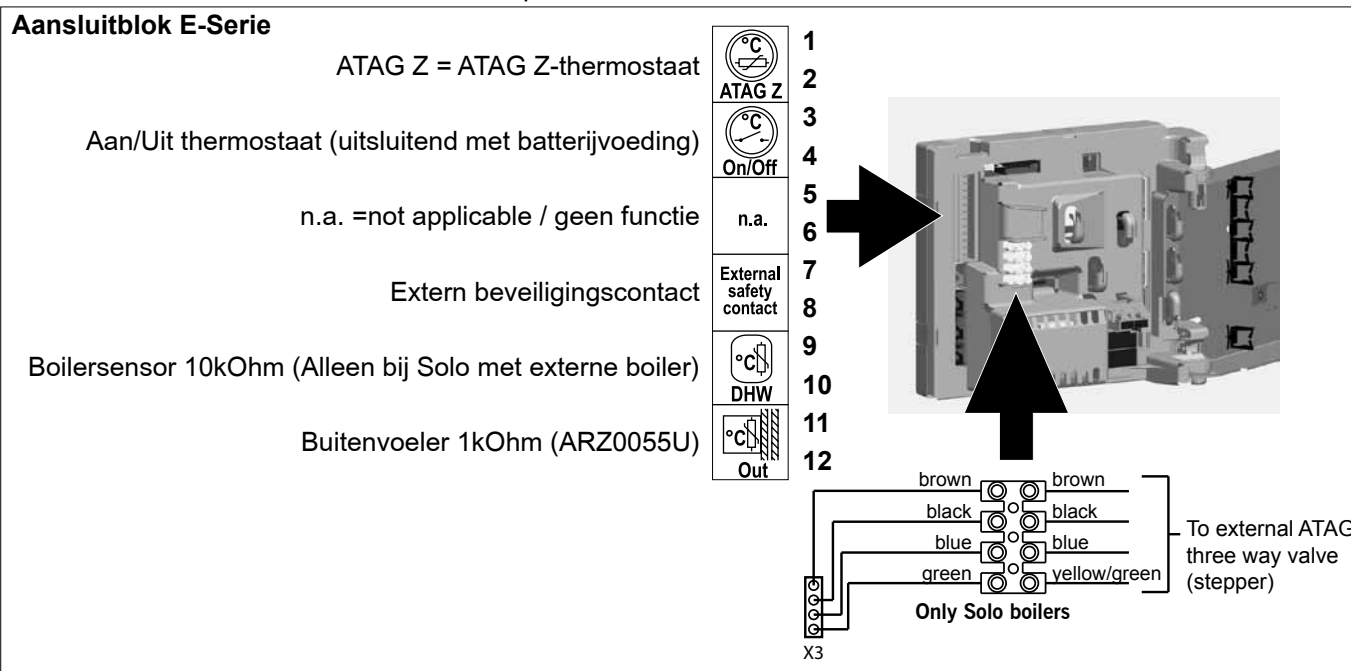 Aansluitblok E-Serie
ATAG Z = ATAG Z-thermostaat
°C
ATAG Z
1
2
Aan/Uit thermostaat (uitsluitend met batterijvoeding)
°C
On/Off
3
4
n.a. =not applicable / geen functie
n.a.
5
6
Extern beveiligingscontact
External
safety
contact
7
8
Boilersensor 10kOhm (Alleen bij Solo met externe boiler)
°C
DHW
9
10
Buitenvoeler 1kOhm (ARZ0055U)
°C
Out
11
12
brown brown
black black
blue blue
green yellow/green
To external ATAG
three way valve
(stepper)
Only Solo boilers
X3